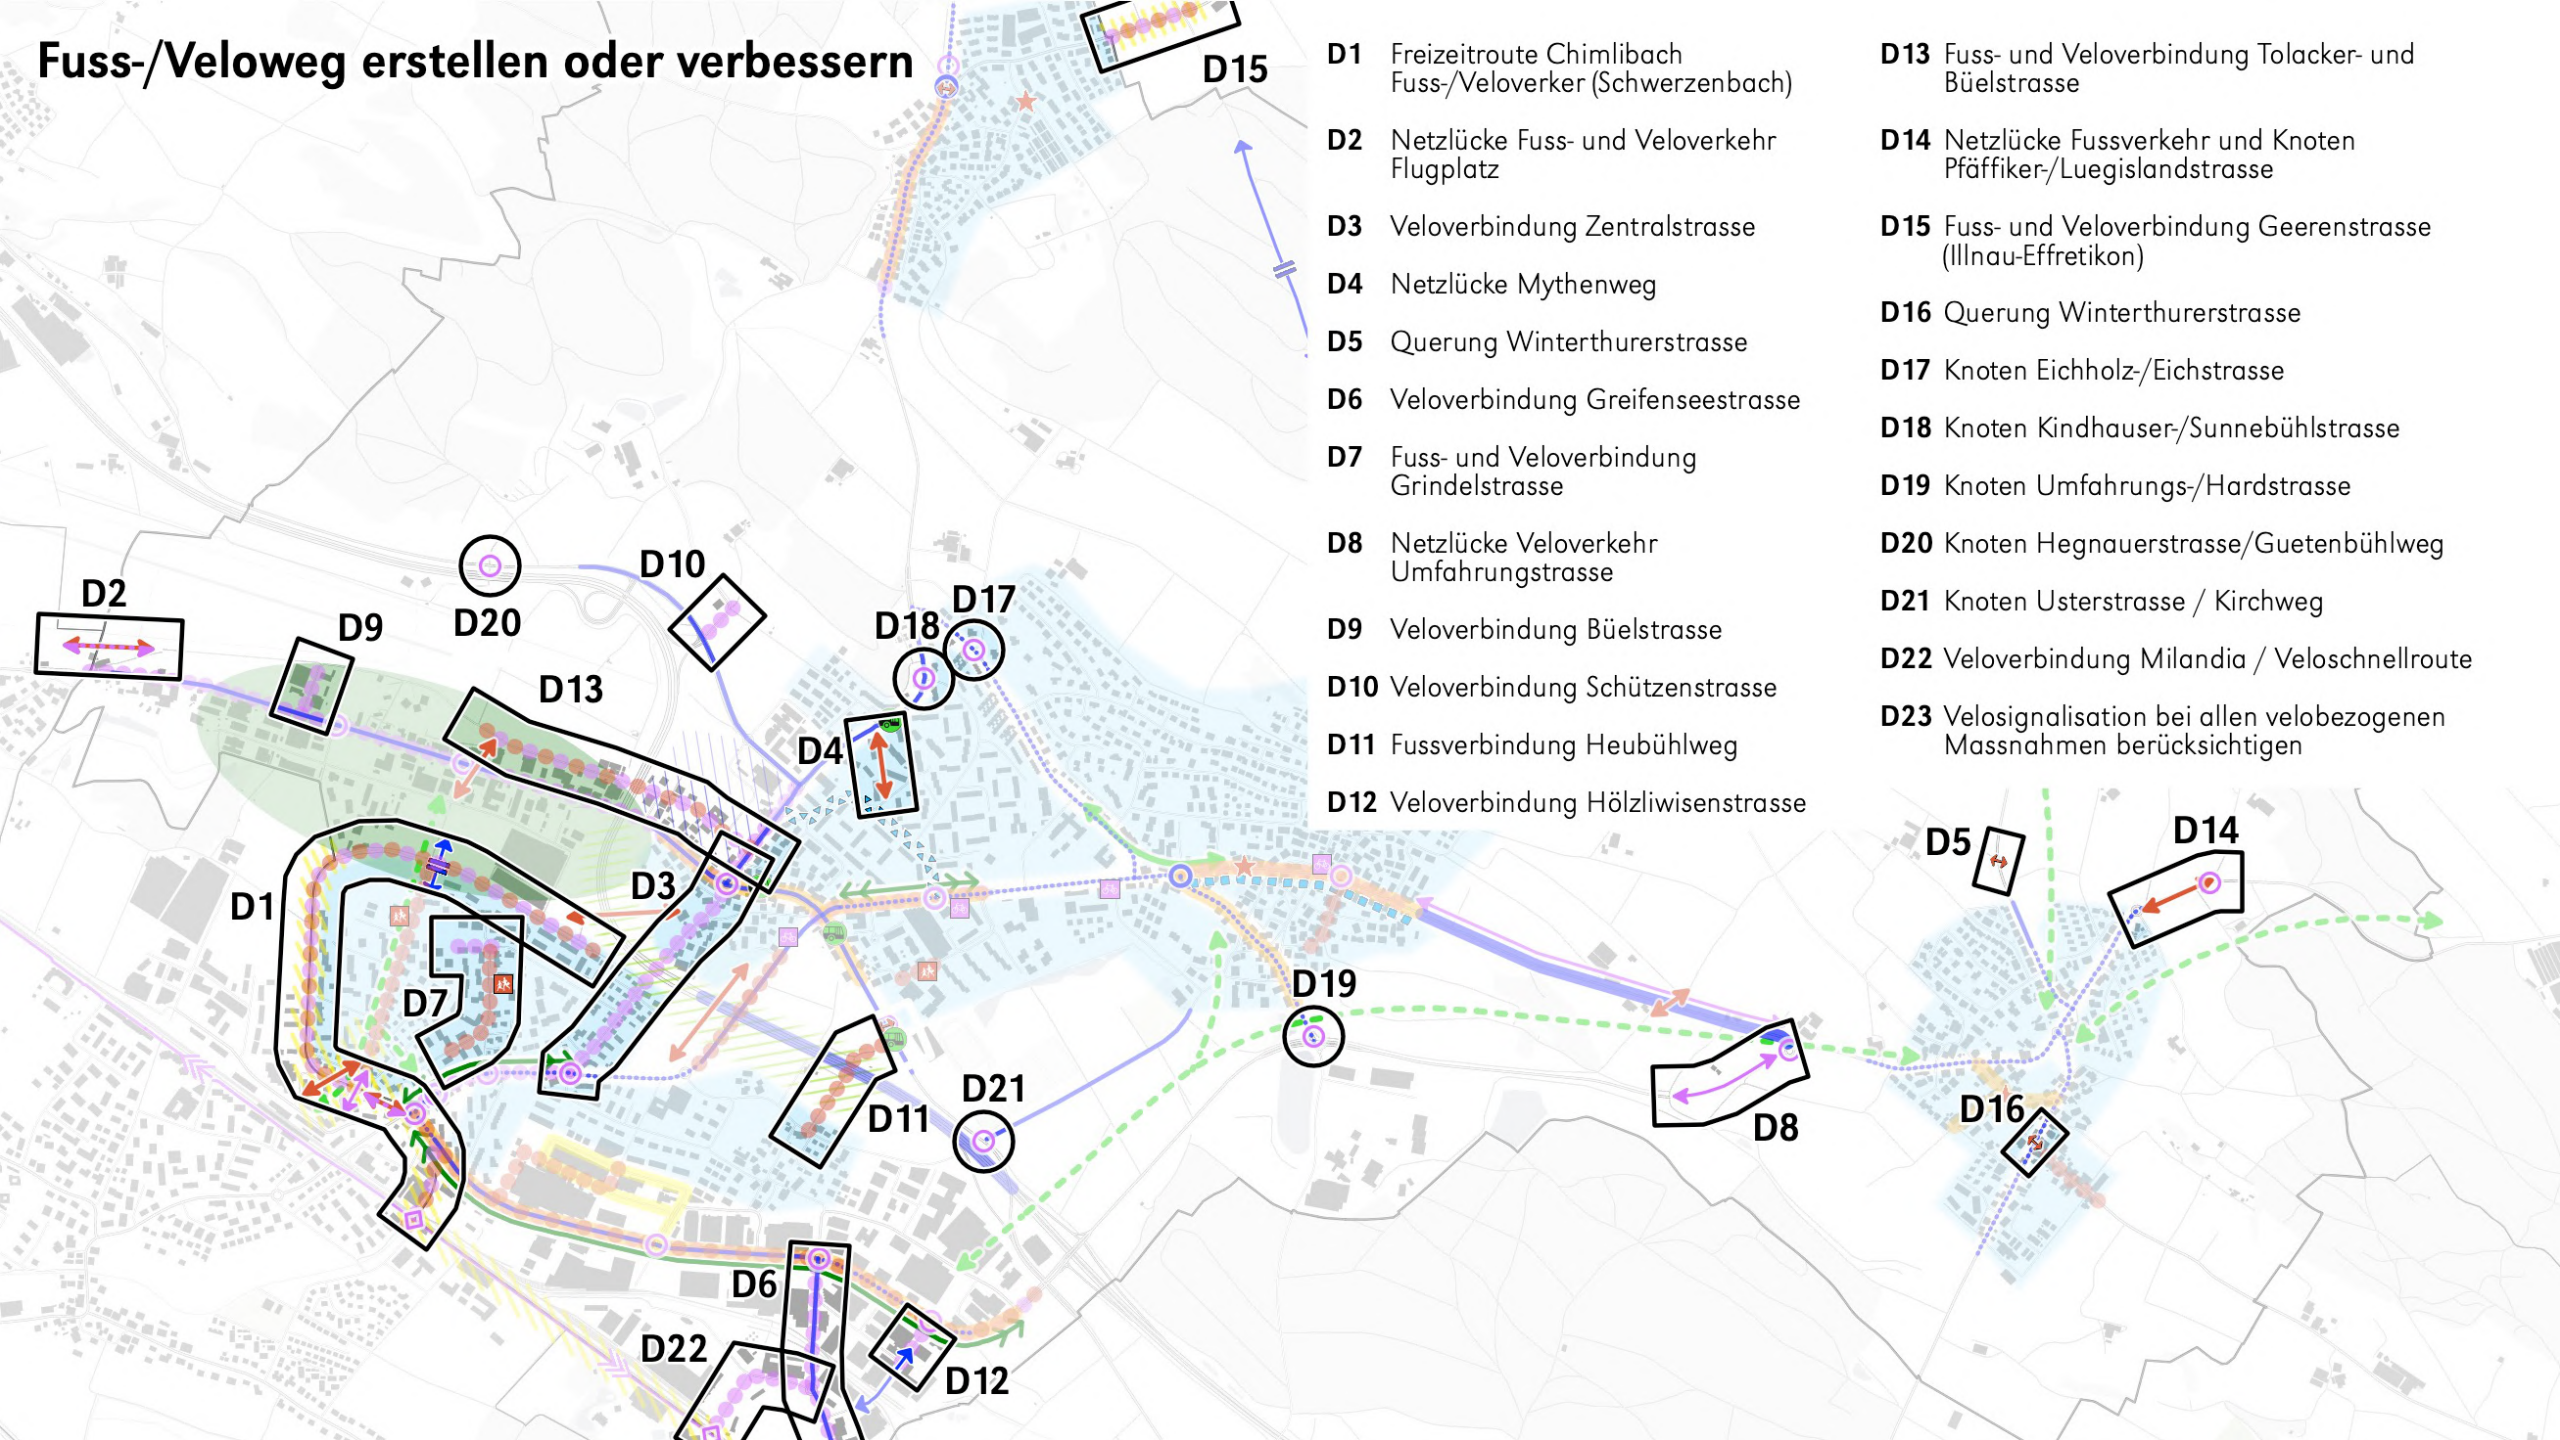 Fuss-/Veloweg erstellen oder verbessern
D1 Freizeitroute Chimlibach
Fuss-/Veloverker (Schwerzenbach)
D2 Netzlücke Fuss- und Veloverkehr
Flugplatz
D3 Veloverbindung Zentralstrasse
D4 Netzlücke Mythenweg
D5 Querung Winterthurerstrasse
D6 Veloverbindung Greifenseestrasse
D7 Fuss- und Veloverbindung
Grindelstrasse
D8 Netzlücke Veloverkehr
Umfahrungstrasse
D9 Veloverbindung Büelstrasse
D10 Veloverbindung Schützenstrasse
D11 Fussverbindung Heubühlweg
D12 Veloverbindung Hölzliwisenstrasse
D13 Fuss- und Veloverbindung Tolacker- und
Büelstrasse
D14 Netzlücke Fussverkehr und Knoten
Pfäffiker-/Luegislandstrasse
D15 Fuss- und Veloverbindung Geerenstrasse
(Illnau-Effretikon)
D16 Querung Winterthurerstrasse
D17 Knoten Eichholz-/Eichstrasse
D18 Knoten Kindhauser-/Sunnebühlstrasse
D19 Knoten Umfahrungs-/Hardstrasse
D20 Knoten Hegnauerstrasse/Guetenbühlweg
D21 Knoten Usterstrasse / Kirchweg
D22 Veloverbindung Milandia / Veloschnellroute
D23 Velosignalisation bei allen velobezogenen
Massnahmen berücksichtigen
D15
D10
D2
D20
D17
D18
D9
D13
D4
D5
D14
D3
D1
D7
D19
D21
D11
D16
D8
D6
D22
D12